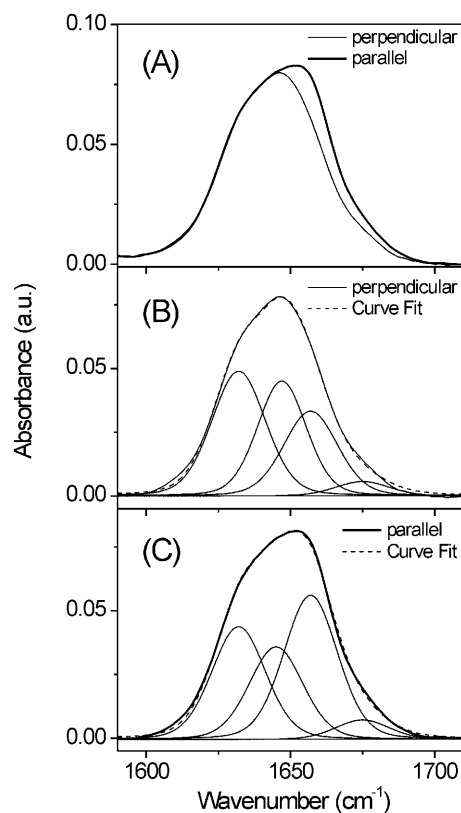 0.10
perpendicular
parallel
(A)
0.05
0.00
perpendicular
Curve Fit
(B)
0.05
0.00
parallel
Curve Fit
(C)
0.05
0.00
1600 1650 1700
Wavenumber (cm⁻¹)
Absorbance (a.u.)